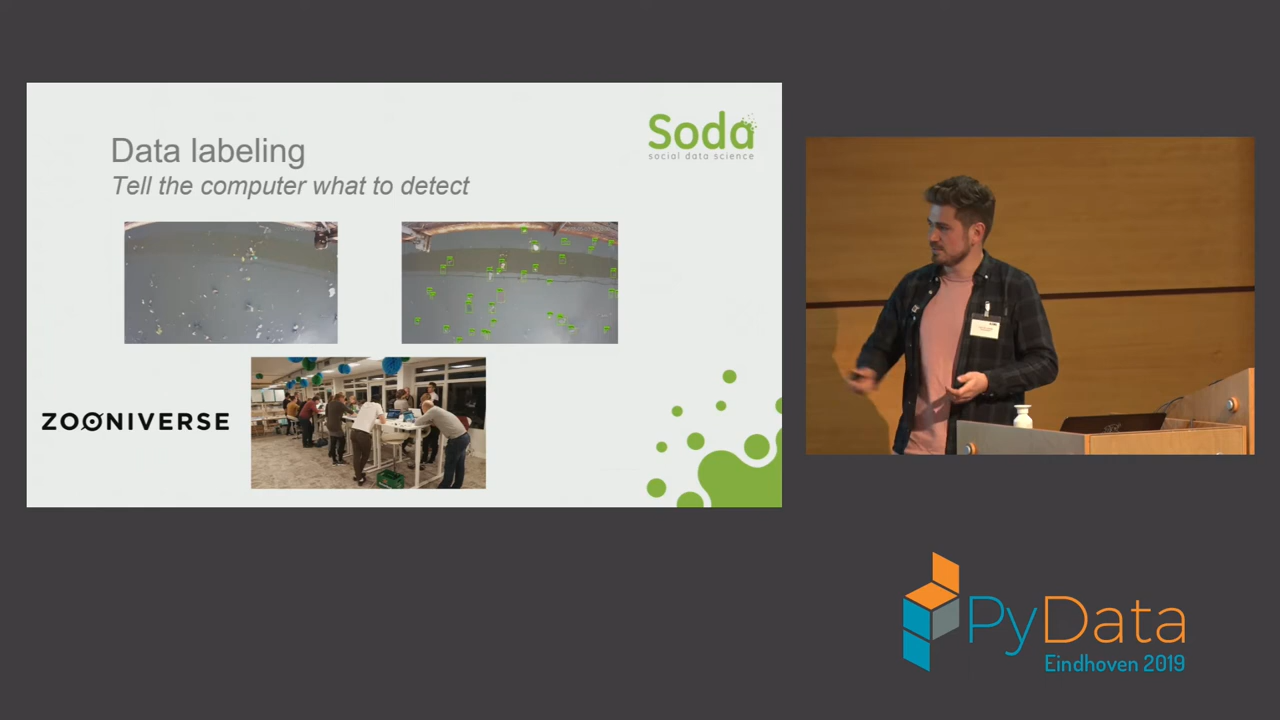 Data labeling
Tell the computer what to detect
Soda
social data science
ZOONIVERSE
PyData
Eindhoven 2019